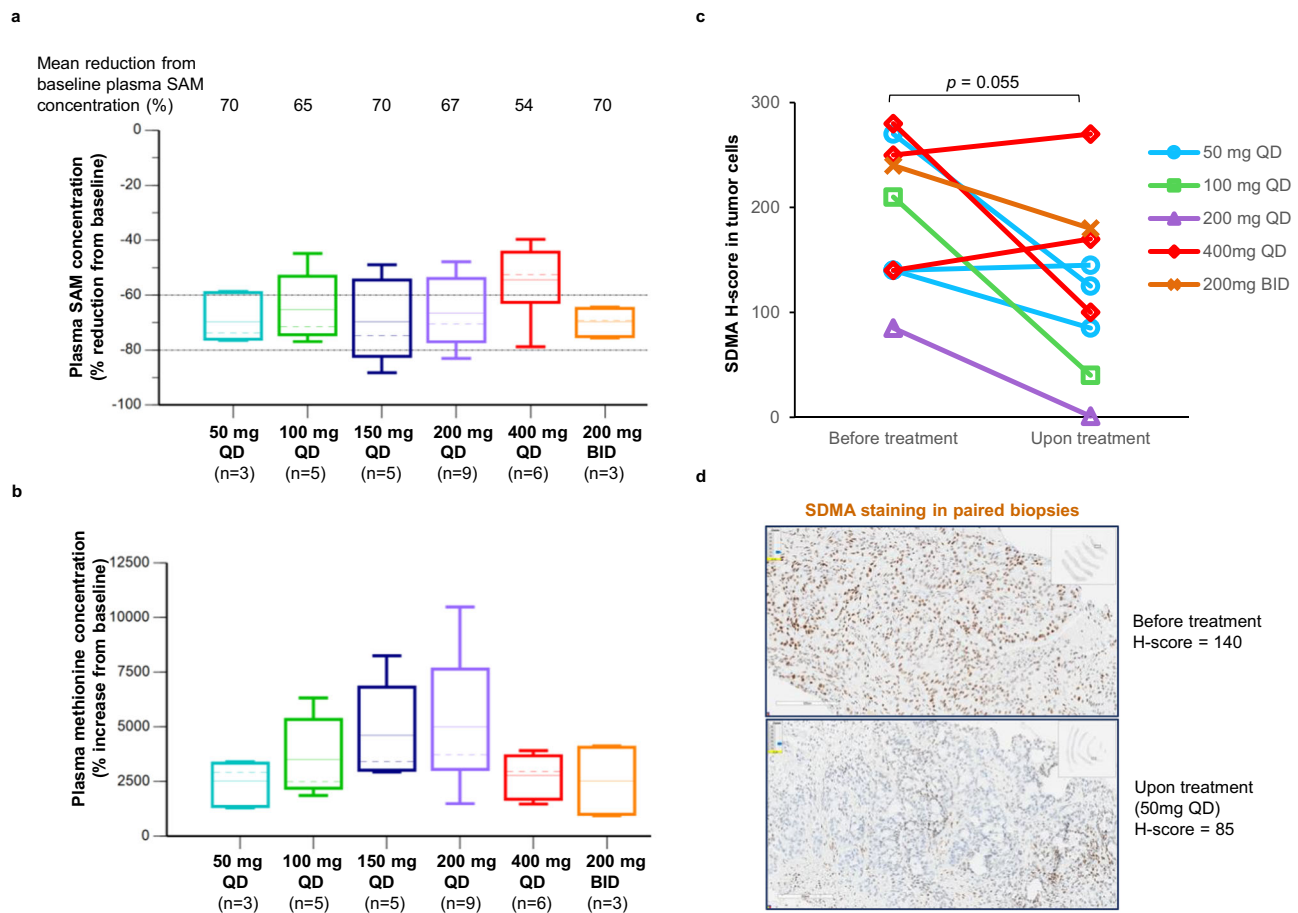 a
Mean reduction from
baseline plasma SAM
concentration (%) 70 65 70 67 54 70
Plasma SAM concentration
(% reduction from baseline)
0
-20
-40
-60
-80
-100
50 mg 100 mg 150 mg 200 mg 400 mg 200 mg
QD QD QD QD QD BID
(n=3) (n=5) (n=5) (n=9) (n=6) (n=3)
b
Plasma methionine concentration
(% increase from baseline)
12500
10000
7500
5000
2500
0
50 mg 100 mg 150 mg 200 mg 400 mg 200 mg
QD QD QD QD QD BID
(n=3) (n=5) (n=5) (n=9) (n=6) (n=3)
c
p = 0.055
SDMA H-score in tumor cells
300
200
100
0
Before treatment Upon treatment
50 mg QD
100 mg QD
200 mg QD
400mg QD
200mg BID
d
SDMA staining in paired biopsies
Before treatment
H-score = 140
Upon treatment
(50mg QD)
H-score = 85